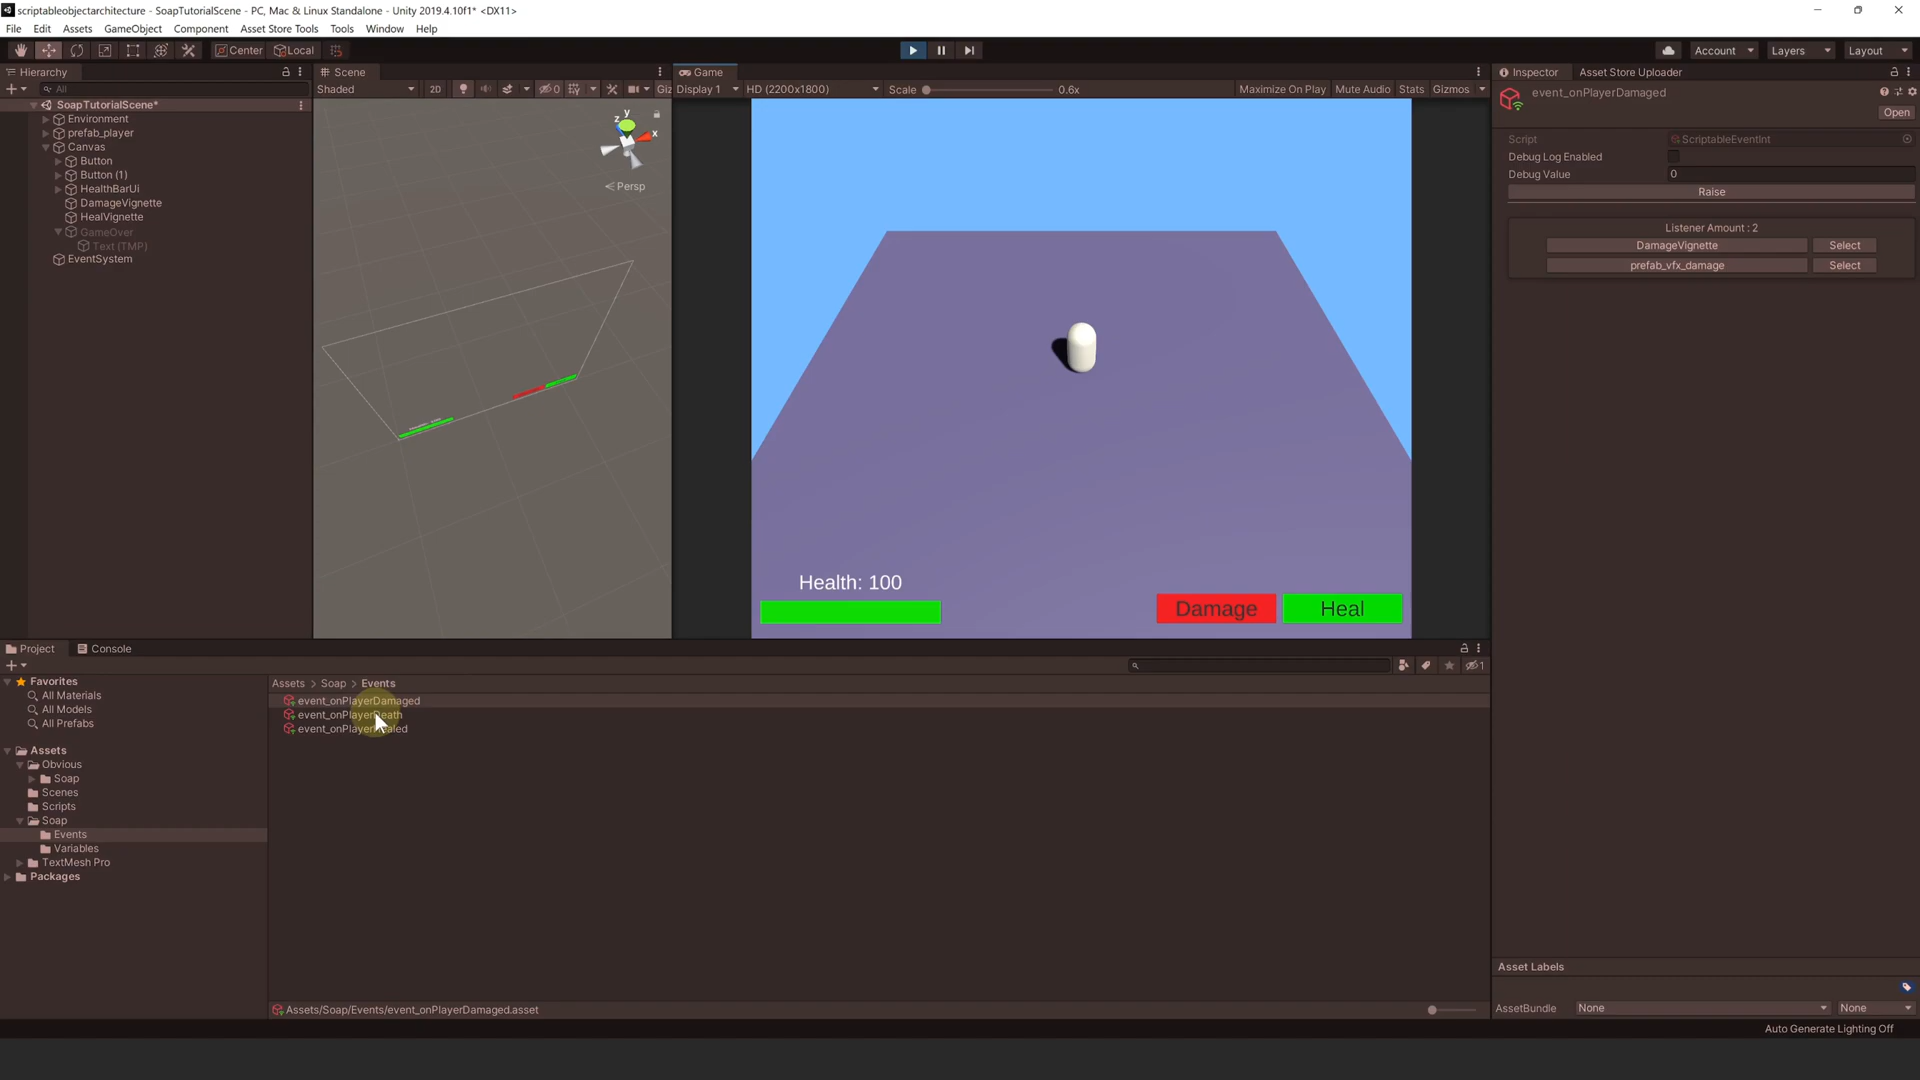 scriptableobjectarchitecture - SoapTutorialScene - PC, Mac & Linux Standalone - Unity 2019.4.10f1* <DX11>
File Edit Assets GameObject Component Asset Store Tools Tools Window Help
Center Local Account Layers Layout
Hierarchy
All
SoapTutorialScene*
Environment
prefab_player
Canvas
Button
Button (1)
HealthBarUi
DamageVignette
HealVignette
GameOver
Text (TMP)
EventSystem
Scene
Shaded 2D 0 Giz
y
z
x
Persp
Game
Display 1 HD (2200x1800) Scale 0.6x Maximize On Play Mute Audio Stats Gizmos
Health: 100
Damage Heal
Inspector Asset Store Uploader
event_onPlayerDamaged
Open
Script ScriptableEventInt
Debug Log Enabled
Debug Value 0
Raise
Listener Amount : 2
DamageVignette Select
prefab_vfx_damage Select
Asset Labels
AssetBundle None None
Project Console
1
Favorites
All Materials
All Models
All Prefabs
Assets
Obvious
Soap
Scenes
Scripts
Soap
Events
Variables
TextMesh Pro
Packages
Assets > Soap > Events
event_onPlayerDamaged
event_onPlayerDeath
Assets/Soap/Events/event_onPlayerDamaged.asset
Auto Generate Lighting Off